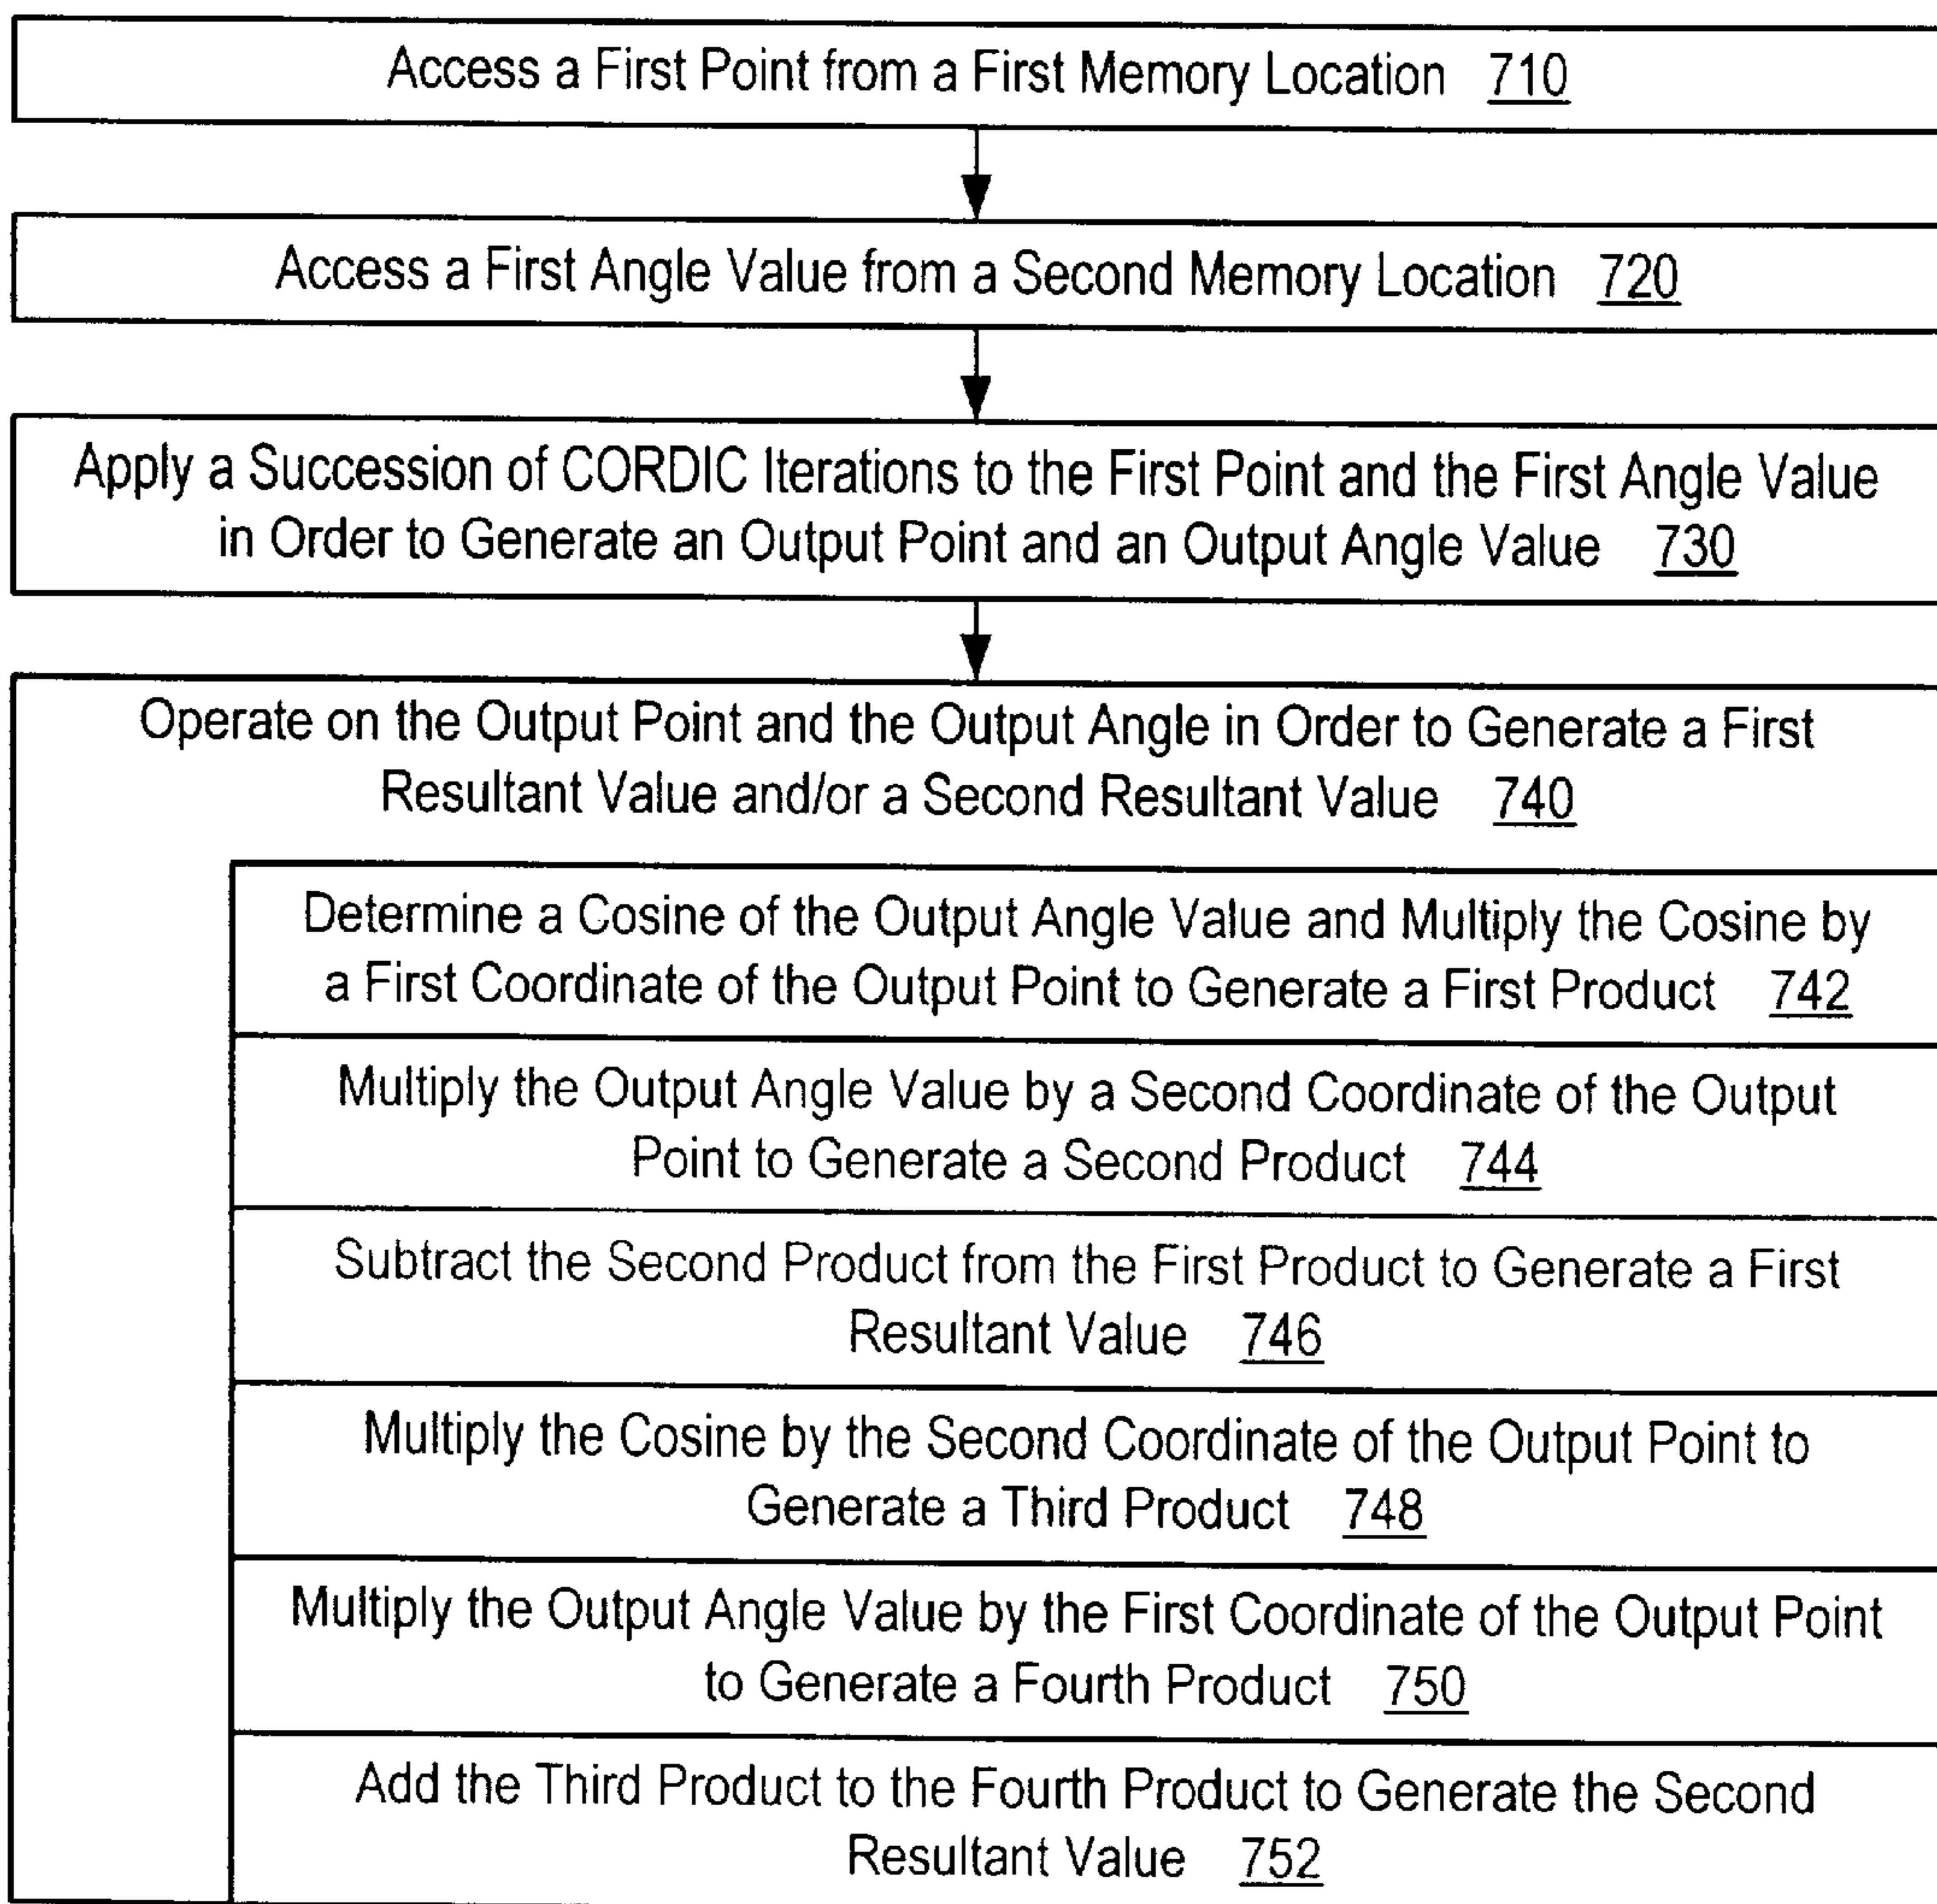 Access a First Point from a First Memory Location 710
Access a First Angle Value from a Second Memory Location 720
Apply a Succession of CORDIC Iterations to the First Point and the First Angle Value
in Order to Generate an Output Point and an Output Angle Value 730
Operate on the Output Point and the Output Angle in Order to Generate a First
Resultant Value and/or a Second Resultant Value 740
Determine a Cosine of the Output Angle Value and Multiply the Cosine by
a First Coordinate of the Output Point to Generate a First Product 742
Multiply the Output Angle Value by a Second Coordinate of the Output
Point to Generate a Second Product 744
Subtract the Second Product from the First Product to Generate a First
Resultant Value 746
Multiply the Cosine by the Second Coordinate of the Output Point to
Generate a Third Product 748
Multiply the Output Angle Value by the First Coordinate of the Output Point
to Generate a Fourth Product 750
Add the Third Product to the Fourth Product to Generate the Second
Resultant Value 752